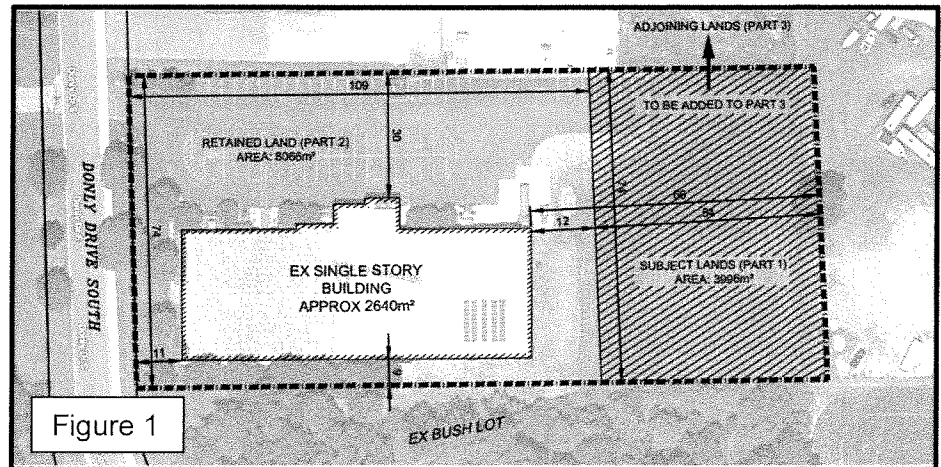 ADJOINING LANDS (PART 3)
109
TO BE ADDED TO PART 3
RETAINED LAND (PART 2)
AREA: 8066m²
30
DONLY DRIVE SOUTH
74
66
12
54
EX SINGLE STORY
BUILDING
APPROX 2640m²
SUBJECT LANDS (PART 1)
AREA: 3996m²
11
EX BUSH LOT
Figure 1